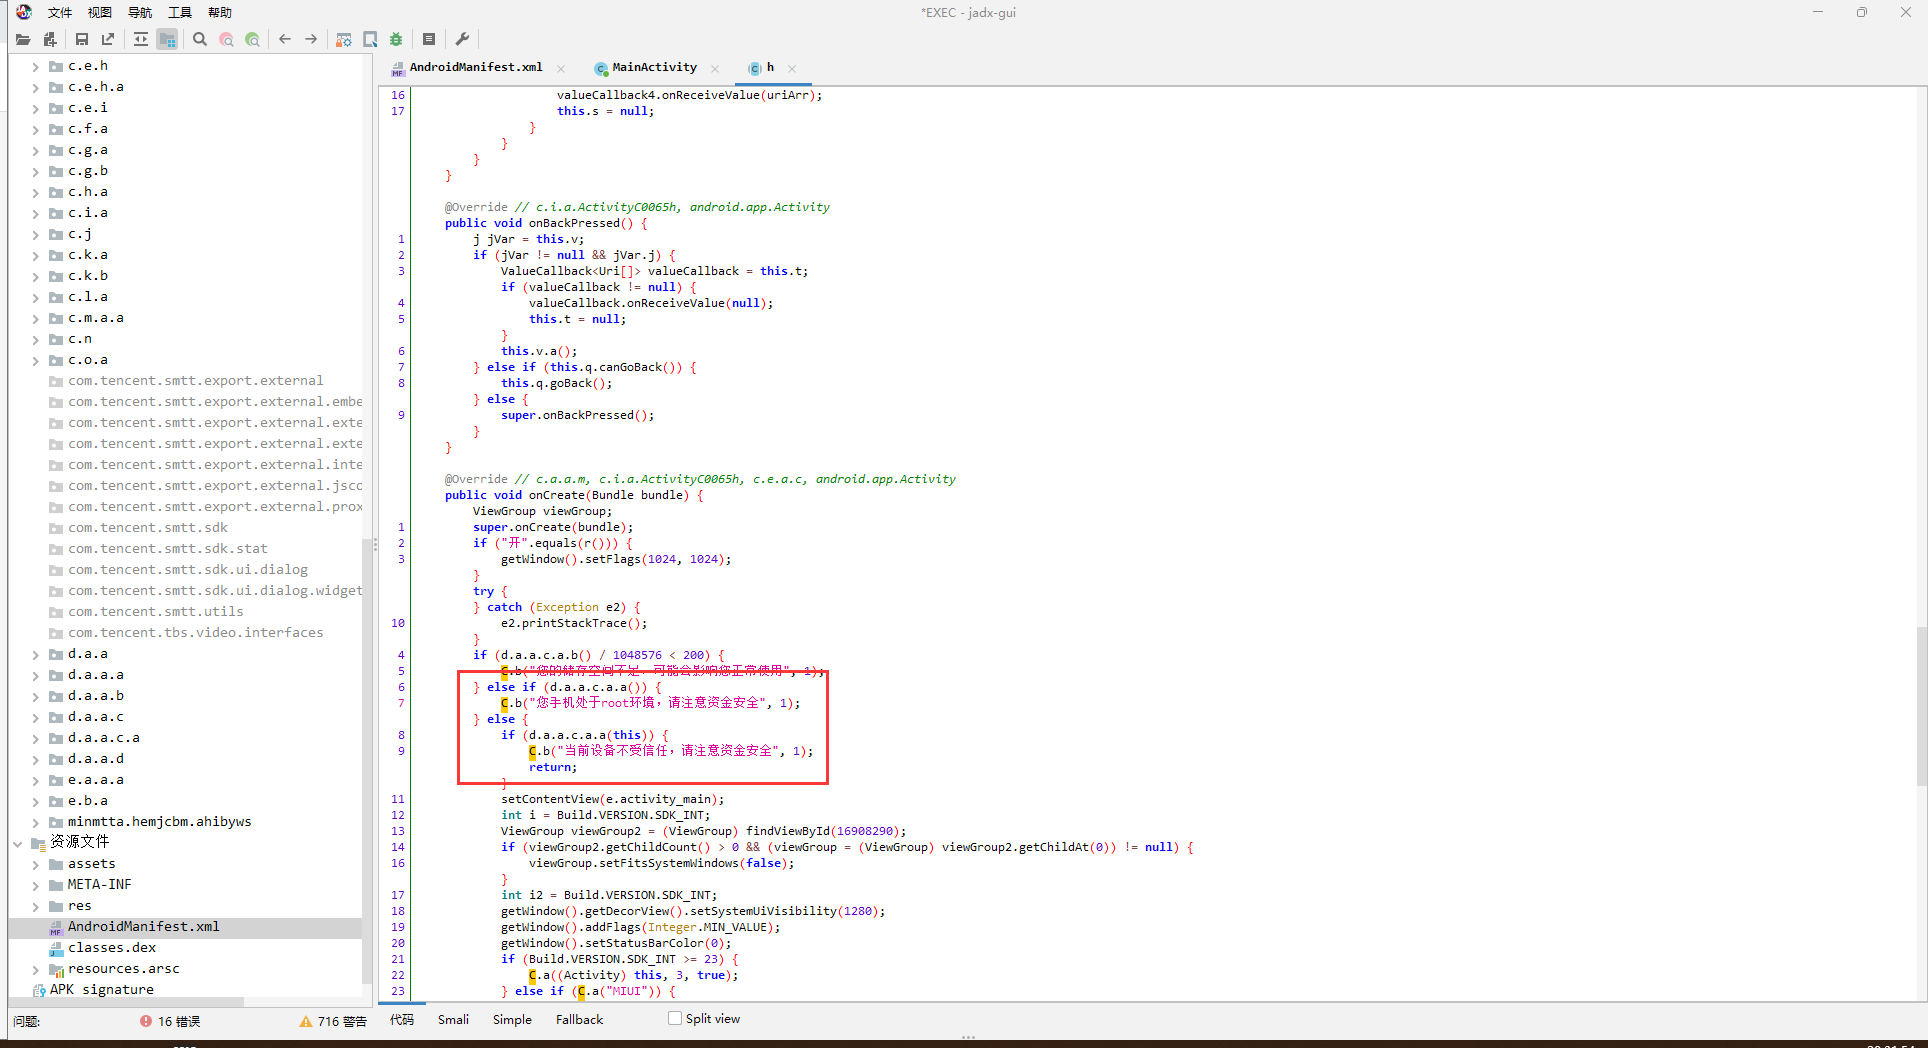 文件 视图 导航 工具 帮助
*EXEC - jadx-gui
c.e.h
c.e.h.a
c.e.i
c.f.a
c.g.a
c.g.b
c.h.a
c.i.a
c.j
c.k.a
c.k.b
c.l.a
c.m.a.a
c.n
c.o.a
com.tencent.smtt.export.external
com.tencent.smtt.export.external.embe
com.tencent.smtt.export.external.exte
com.tencent.smtt.export.external.exte
com.tencent.smtt.export.external.inte
com.tencent.smtt.export.external.jsco
com.tencent.smtt.export.external.prox
com.tencent.smtt.sdk
com.tencent.smtt.sdk.stat
com.tencent.smtt.sdk.ui.dialog
com.tencent.smtt.sdk.ui.dialog.widget
com.tencent.smtt.utils
com.tencent.tbs.video.interfaces
d.a.a
d.a.a.a
d.a.a.b
d.a.a.c
d.a.a.c.a
d.a.a.d
e.a.a.a
e.b.a
minmtta.hemjcbm.ahibyws
资源文件
assets
META-INF
res
AndroidManifest.xml
classes.dex
resources.arsc
APK signature
问题: 16 错误 716 警告
AndroidManifest.xml MainActivity h
16 valueCallback4.onReceiveValue(uriArr);
17 this.s = null;
}
}
}
}
@Override // c.i.a.ActivityC0065h, android.app.Activity
public void onBackPressed() {
1 j jVar = this.v;
2 if (jVar != null && jVar.j) {
3 ValueCallback<Uri[]> valueCallback = this.t;
if (valueCallback != null) {
4 valueCallback.onReceiveValue(null);
5 this.t = null;
}
6 this.v.a();
7 } else if (this.q.canGoBack()) {
8 this.q.goBack();
} else {
9 super.onBackPressed();
}
}
@Override // c.a.a.m, c.i.a.ActivityC0065h, c.e.a.c, android.app.Activity
public void onCreate(Bundle bundle) {
ViewGroup viewGroup;
1 super.onCreate(bundle);
2 if ("开".equals(r())) {
3 getWindow().setFlags(1024, 1024);
}
try {
} catch (Exception e2) {
10 e2.printStackTrace();
}
4 if (d.a.a.c.a.b() / 1048576 < 200) {
5 C.b("您的储存空间不足，可能会影响您正常使用", 1);
6 } else if (d.a.a.c.a.a()) {
7 C.b("您手机处于root环境，请注意资金安全", 1);
} else {
8 if (d.a.a.c.a.a(this)) {
9 C.b("当前设备不受信任，请注意资金安全", 1);
return;
}
11 setContentView(e.activity_main);
12 int i = Build.VERSION.SDK_INT;
13 ViewGroup viewGroup2 = (ViewGroup) findViewById(16908290);
14 if (viewGroup2.getChildCount() > 0 && (viewGroup = (ViewGroup) viewGroup2.getChildAt(0)) != null) {
16 viewGroup.setFitsSystemWindows(false);
}
17 int i2 = Build.VERSION.SDK_INT;
18 getWindow().getDecorView().setSystemUiVisibility(1280);
19 getWindow().addFlags(Integer.MIN_VALUE);
20 getWindow().setStatusBarColor(0);
21 if (Build.VERSION.SDK_INT >= 23) {
22 C.a((Activity) this, 3, true);
23 } else if (C.a("MIUI")) {
代码 Smali Simple Fallback Split view